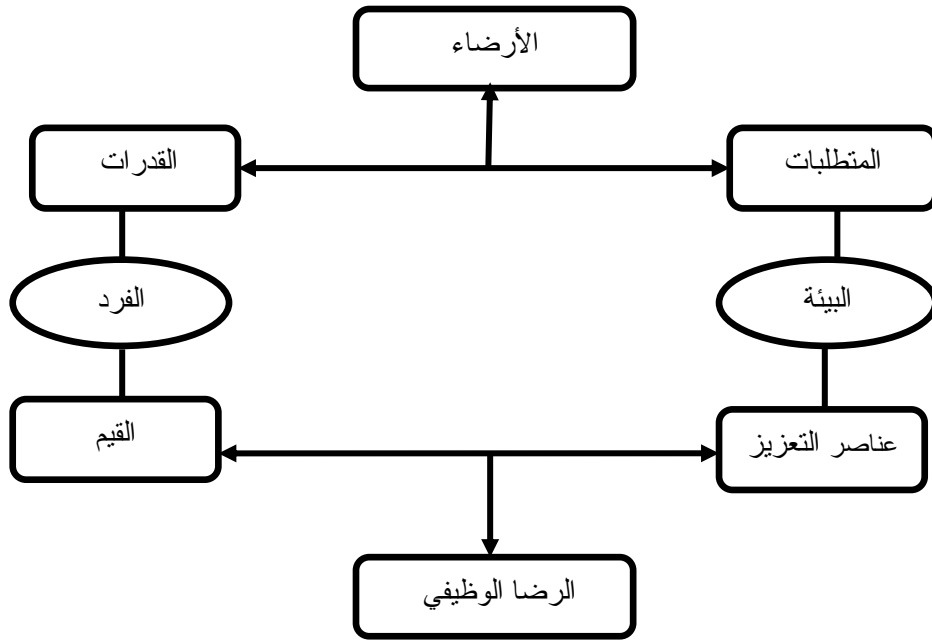 الأرضاء
المتطلبات
القدرات
البيئة
الفرد
عناصر التعزيز
القيم
الرضا الوظيفي